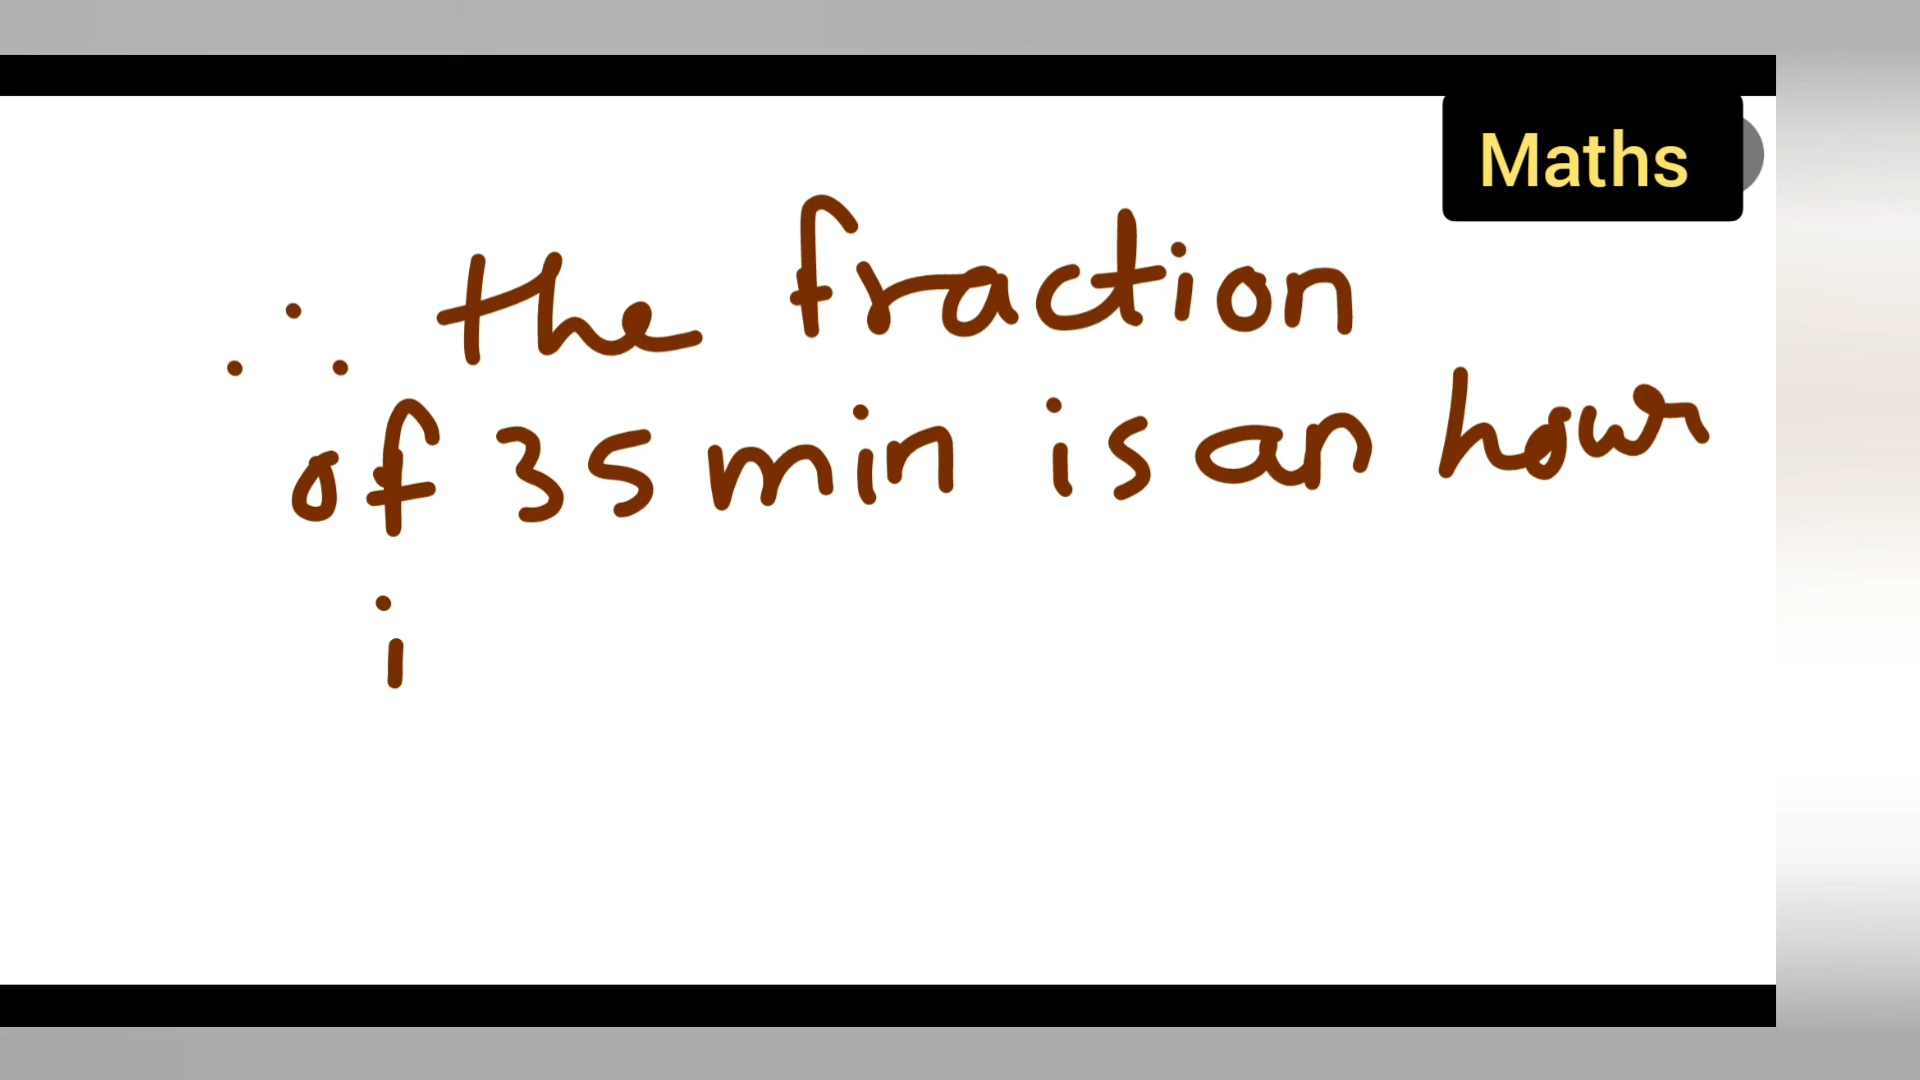 Maths
∴ the fraction
of 35 min is an hour
i